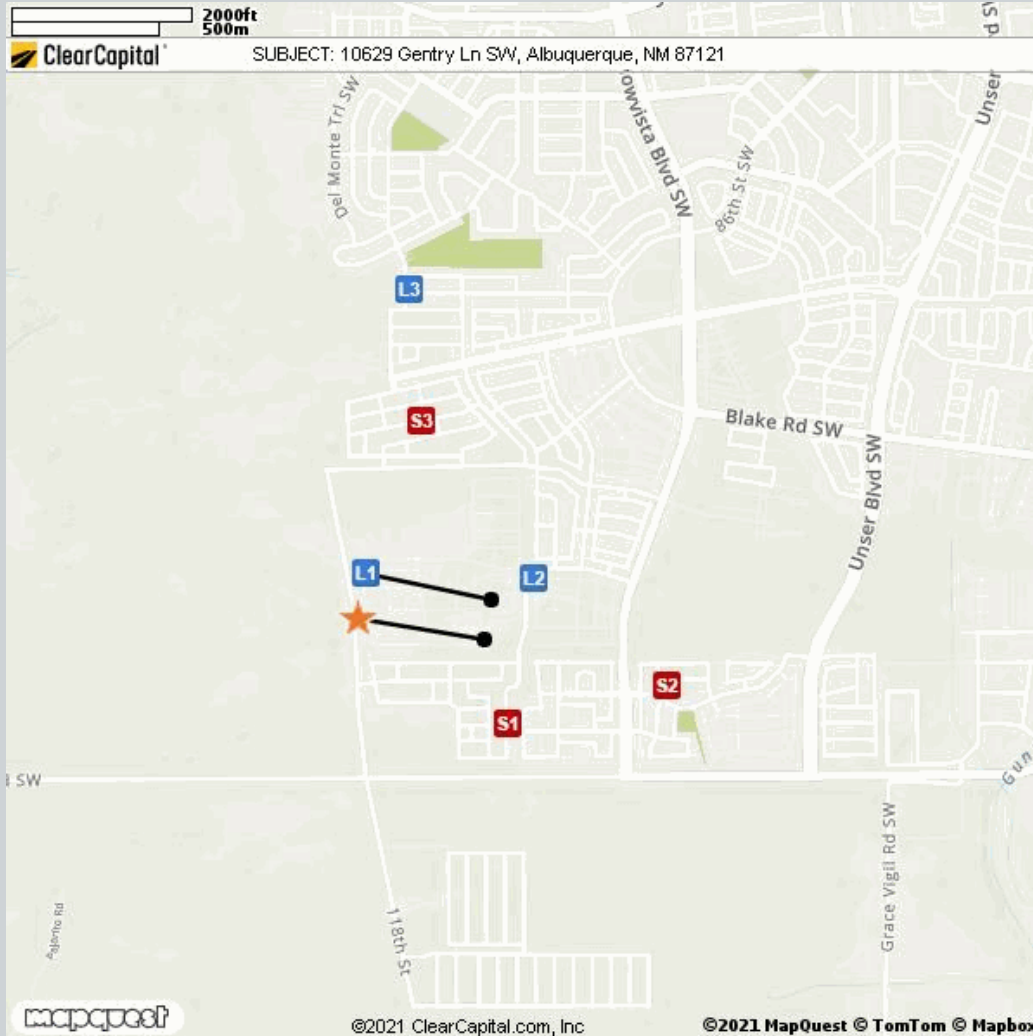 2000ft
500m
ClearCapital
SUBJECT: 10629 Gentry Ln SW, Albuquerque, NM 87121
Unser
Del Monte Trl SW
86th St SW
L3
S3
Blake Rd SW
Unser Blvd SW
L1
L2
S2
S1
SW
Grace Vigil Rd SW
Pajarito Rd
118th St
mapquest
©2021 ClearCapital.com, Inc
©2021 MapQuest © TomTom © Mapbox